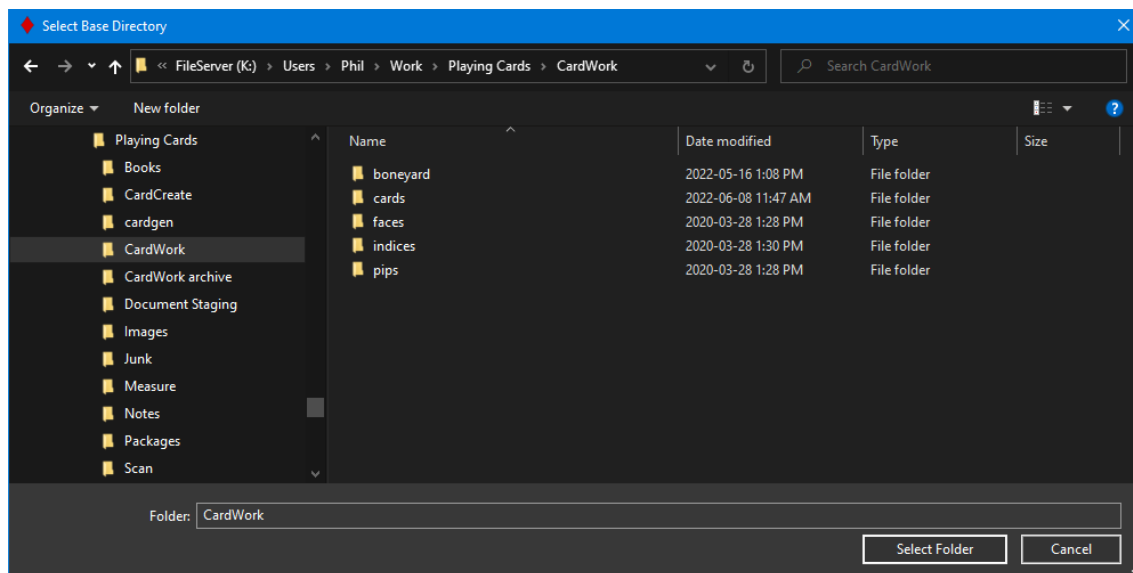 Select Base Directory
« FileServer (K:) › Users › Phil › Work › Playing Cards › CardWork
Search CardWork
Organize
New folder
?
Playing Cards
Books
CardCreate
cardgen
CardWork
CardWork archive
Document Staging
Images
Junk
Measure
Notes
Packages
Scan
Name Date modified Type Size
boneyard 2022-05-16 1:08 PM File folder
cards 2022-06-08 11:47 AM File folder
faces 2020-03-28 1:28 PM File folder
indices 2020-03-28 1:30 PM File folder
pips 2020-03-28 1:28 PM File folder
Folder: CardWork
Select Folder Cancel